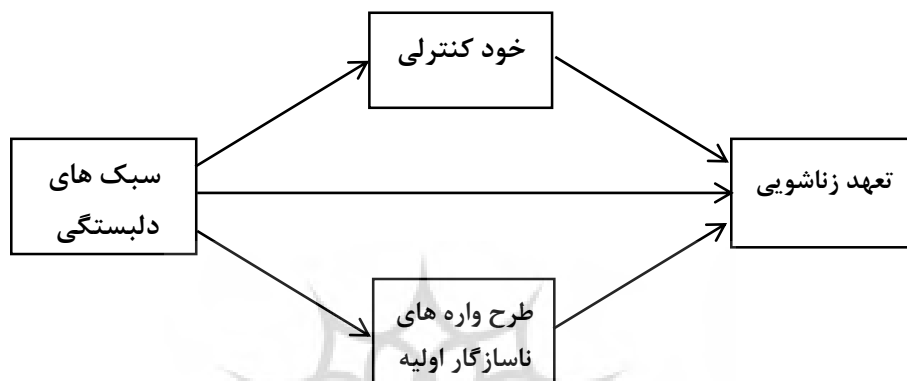 خود کنترلی
سبک های
دلبستگی
تعهد زناشویی
طرح واره های
ناسازگار اولیه